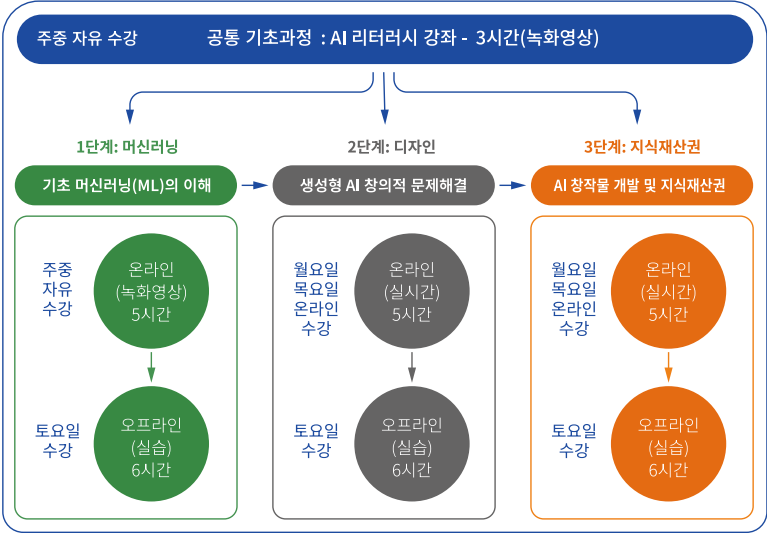 주중 자유 수강 공통 기초과정 : AI 리터러시 강좌 - 3시간(녹화영상)
1단계: 머신러닝
기초 머신러닝(ML)의 이해
주중
자유
수강
온라인
(녹화영상)
5시간
토요일
수강
오프라인
(실습)
6시간
2단계: 디자인
생성형 AI 창의적 문제해결
월요일
목요일
온라인
수강
온라인
(실시간)
5시간
토요일
수강
오프라인
(실습)
6시간
3단계: 지식재산권
AI 창작물 개발 및 지식재산권
월요일
목요일
온라인
수강
온라인
(실시간)
5시간
토요일
수강
오프라인
(실습)
6시간